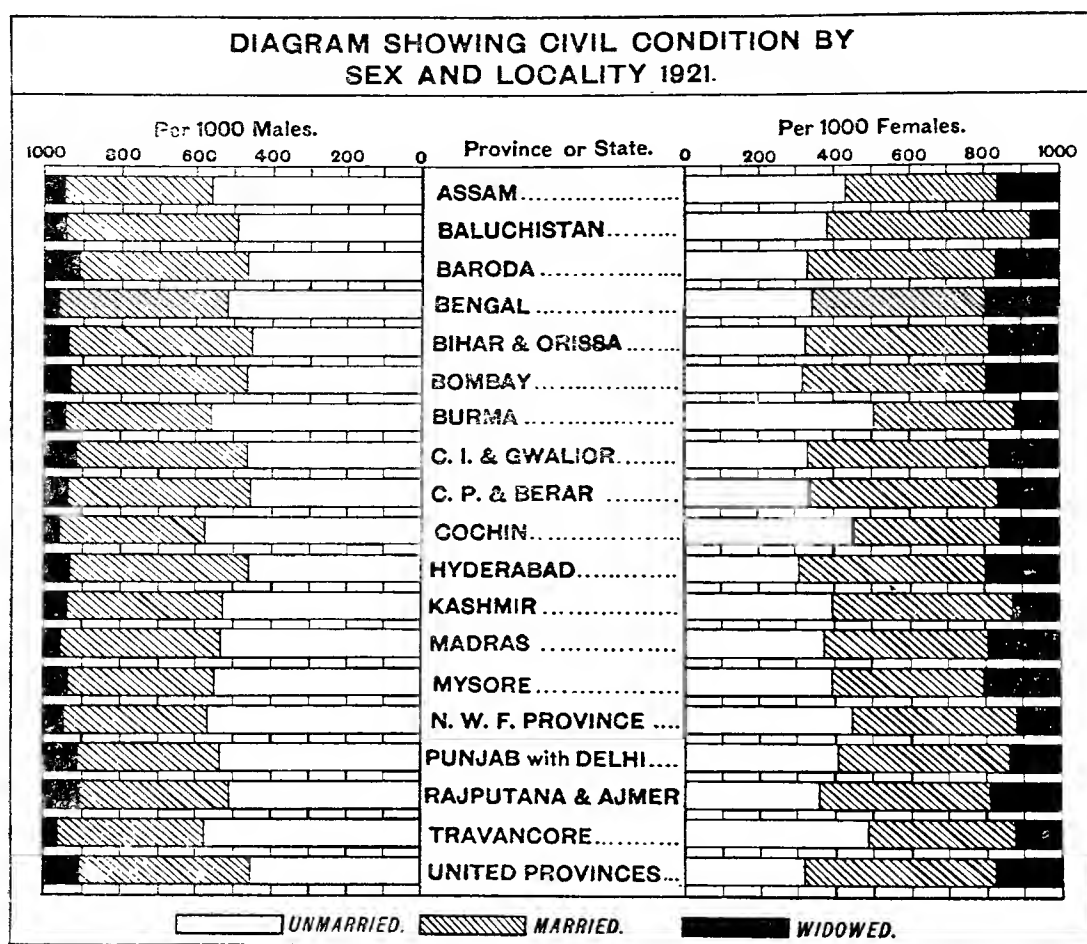 DIAGRAM SHOWING CIVIL CONDITION BY
SEX AND LOCALITY 1921.
Per 1000 Males.
Per 1000 Females.
1000 800 600 400 200 0 Province or State. 0 200 400 600 800 1000
ASSAM
BALUCHISTAN
BARODA
BENGAL
BIHAR & ORISSA
BOMBAY
BURMA
C. I. & GWALIOR
C. P. & BERAR
COCHIN
HYDERABAD
KASHMIR
MADRAS
MYSORE
N. W. F. PROVINCE
PUNJAB with DELHI
RAJPUTANA & AJMER
TRAVANCORE
UNITED PROVINCES
UNMARRIED. MARRIED. WIDOWED.